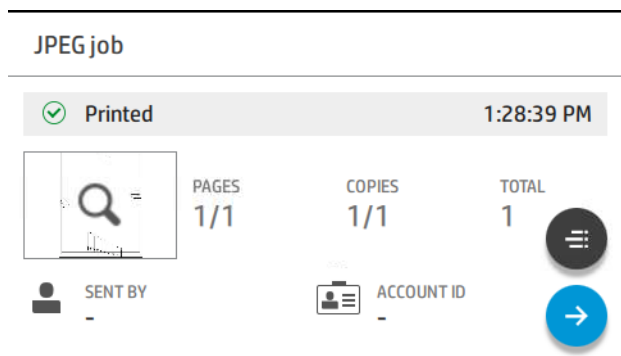 JPEG job
Printed 1:28:39 PM
PAGES COPIES TOTAL
1/1 1/1 1
SENT BY ACCOUNT ID
- -